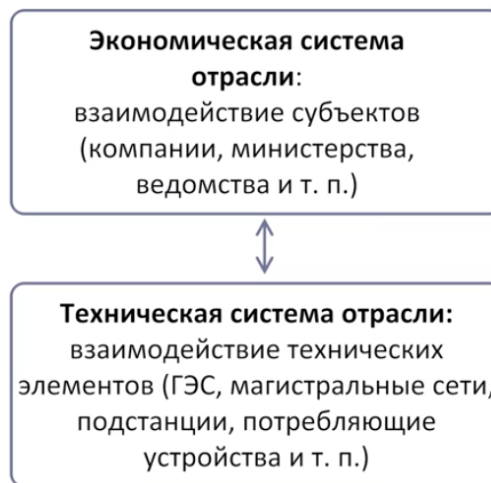 Экономическая система
отрасли:
взаимодействие субъектов
(компании, министерства,
ведомства и т. п.)
Техническая система отрасли:
взаимодействие технических
элементов (ГЭС, магистральные сети,
подстанции, потребляющие
устройства и т. п.)